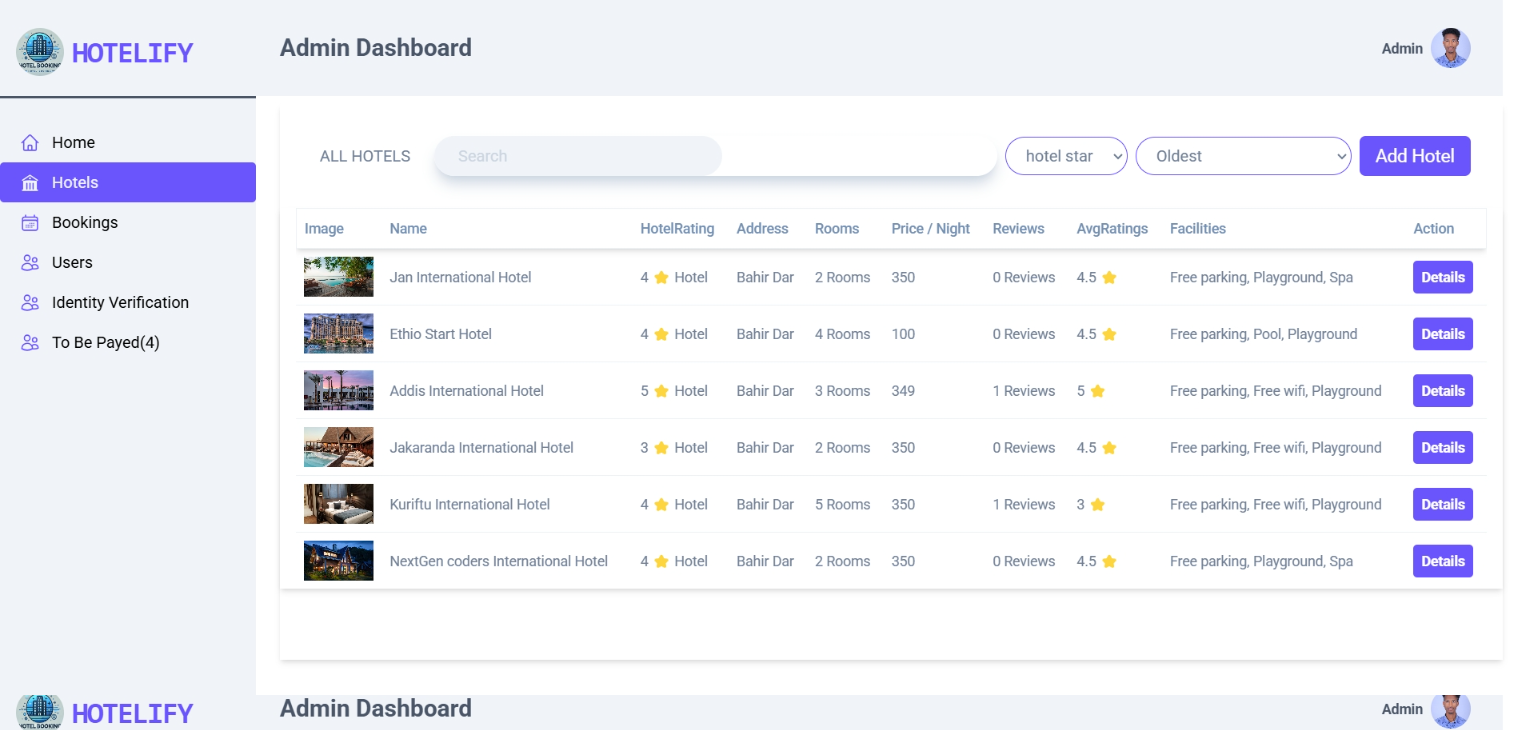 HOTELIFY
Admin Dashboard
Admin
Home
Hotels
Bookings
Users
Identity Verification
To Be Payed(4)
ALL HOTELS Search hotel star Oldest Add Hotel
Image Name HotelRating Address Rooms Price / Night Reviews AvgRatings Facilities Action
Jan International Hotel 4 Hotel Bahir Dar 2 Rooms 350 0 Reviews 4.5 Free parking, Playground, Spa Details
Ethio Start Hotel 4 Hotel Bahir Dar 4 Rooms 100 0 Reviews 4.5 Free parking, Pool, Playground Details
Addis International Hotel 5 Hotel Bahir Dar 3 Rooms 349 1 Reviews 5 Free parking, Free wifi, Playground Details
Jakaranda International Hotel 3 Hotel Bahir Dar 2 Rooms 350 0 Reviews 4.5 Free parking, Free wifi, Playground Details
Kuriftu International Hotel 4 Hotel Bahir Dar 5 Rooms 350 1 Reviews 3 Free parking, Free wifi, Playground Details
NextGen coders International Hotel 4 Hotel Bahir Dar 2 Rooms 350 0 Reviews 4.5 Free parking, Playground, Spa Details
HOTELIFY
Admin Dashboard
Admin